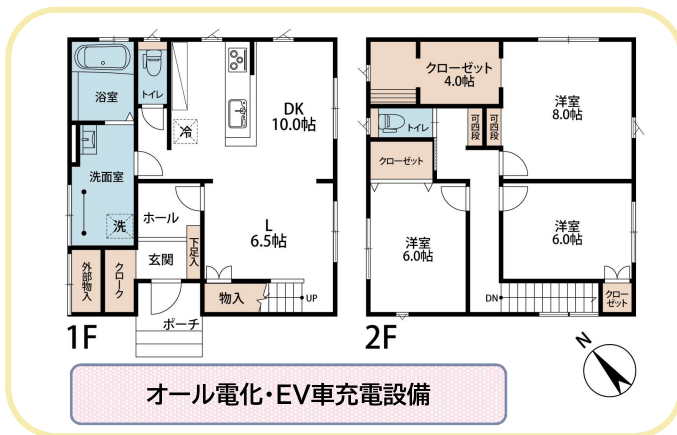 浴室
トイレ
冷
DK
10.0帖
洗面室
洗
ホール
下足入
L
6.5帖
玄関
外部物入
クローク
物入
UP
ポーチ
1F
クローゼット
4.0帖
洋室
8.0帖
トイレ
可四段
可四段
クローゼット
洋室
6.0帖
洋室
6.0帖
DN
クローゼット
2F
N
オール電化・EV車充電設備